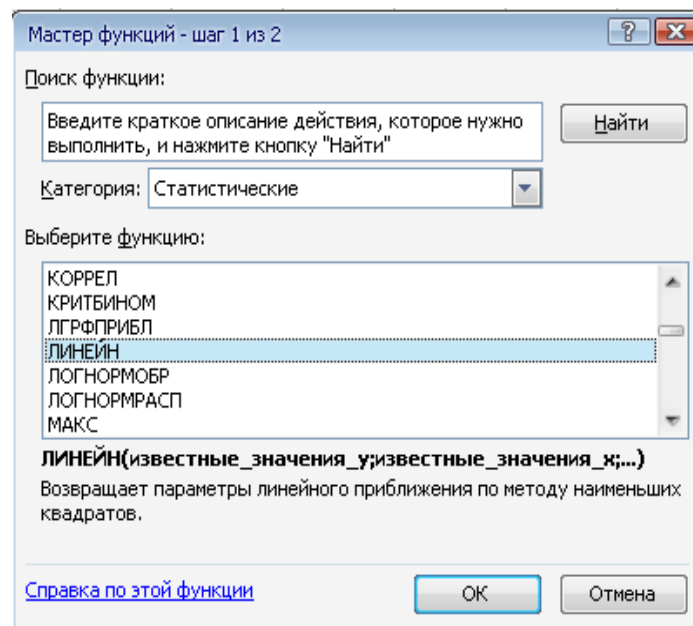 Мастер функций - шаг 1 из 2
Поиск функции:
Введите краткое описание действия, которое нужно
выполнить, и нажмите кнопку "Найти"
Найти
Категория: Статистические
Выберите функцию:
КОРРЕЛ
КРИТБИНОМ
ЛГРФПРИБЛ
ЛИНЕЙН
ЛОГНОРМОБР
ЛОГНОРМРАСП
МАКС
ЛИНЕЙН(известные_значения_y;известные_значения_x;...)
Возвращает параметры линейного приближения по методу наименьших
квадратов.
Справка по этой функции
ОК
Отмена